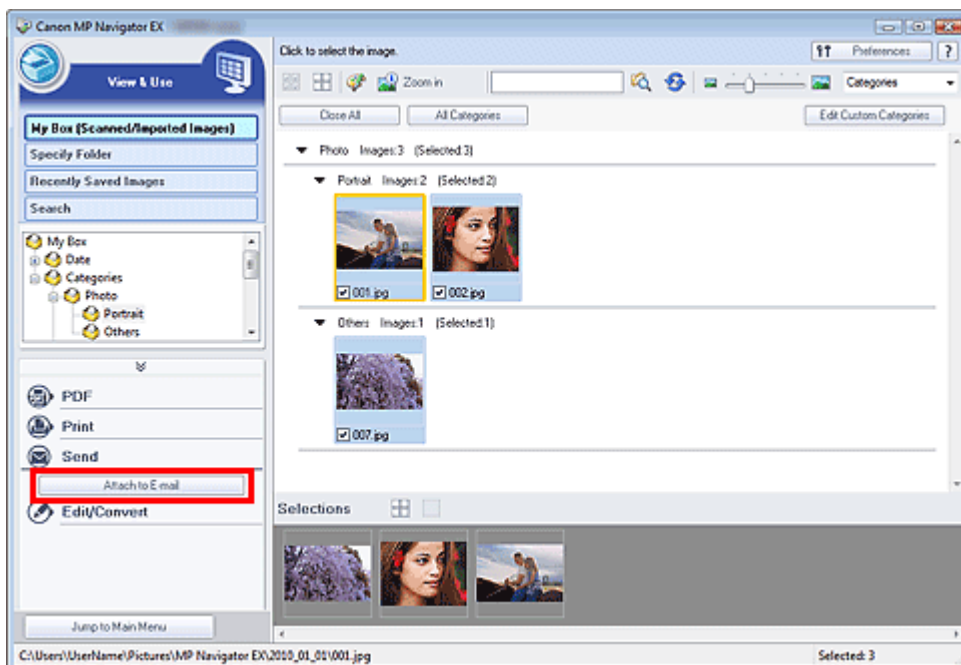 Canon MP Navigator EX
View & Use
My Box (Scanned/Imported Images)
Specify Folder
Recently Saved Images
Search
My Box
Date
Categories
Photo
Portrait
Others
PDF
Print
Send
Attach to E-mail
Edit/Convert
Jump to Main Menu
Click to select the image.
Preferences
?
Zoom in
Categories
Close All
All Categories
Edit Custom Categories
Photo Images:3 (Selected:3)
Portrait Images:2 (Selected:2)
001.jpg
002.jpg
Others Images:1 (Selected:1)
007.jpg
Selections
C:\Users\UserName\Pictures\MP Navigator EX\2010_01_01\001.jpg
Selected: 3